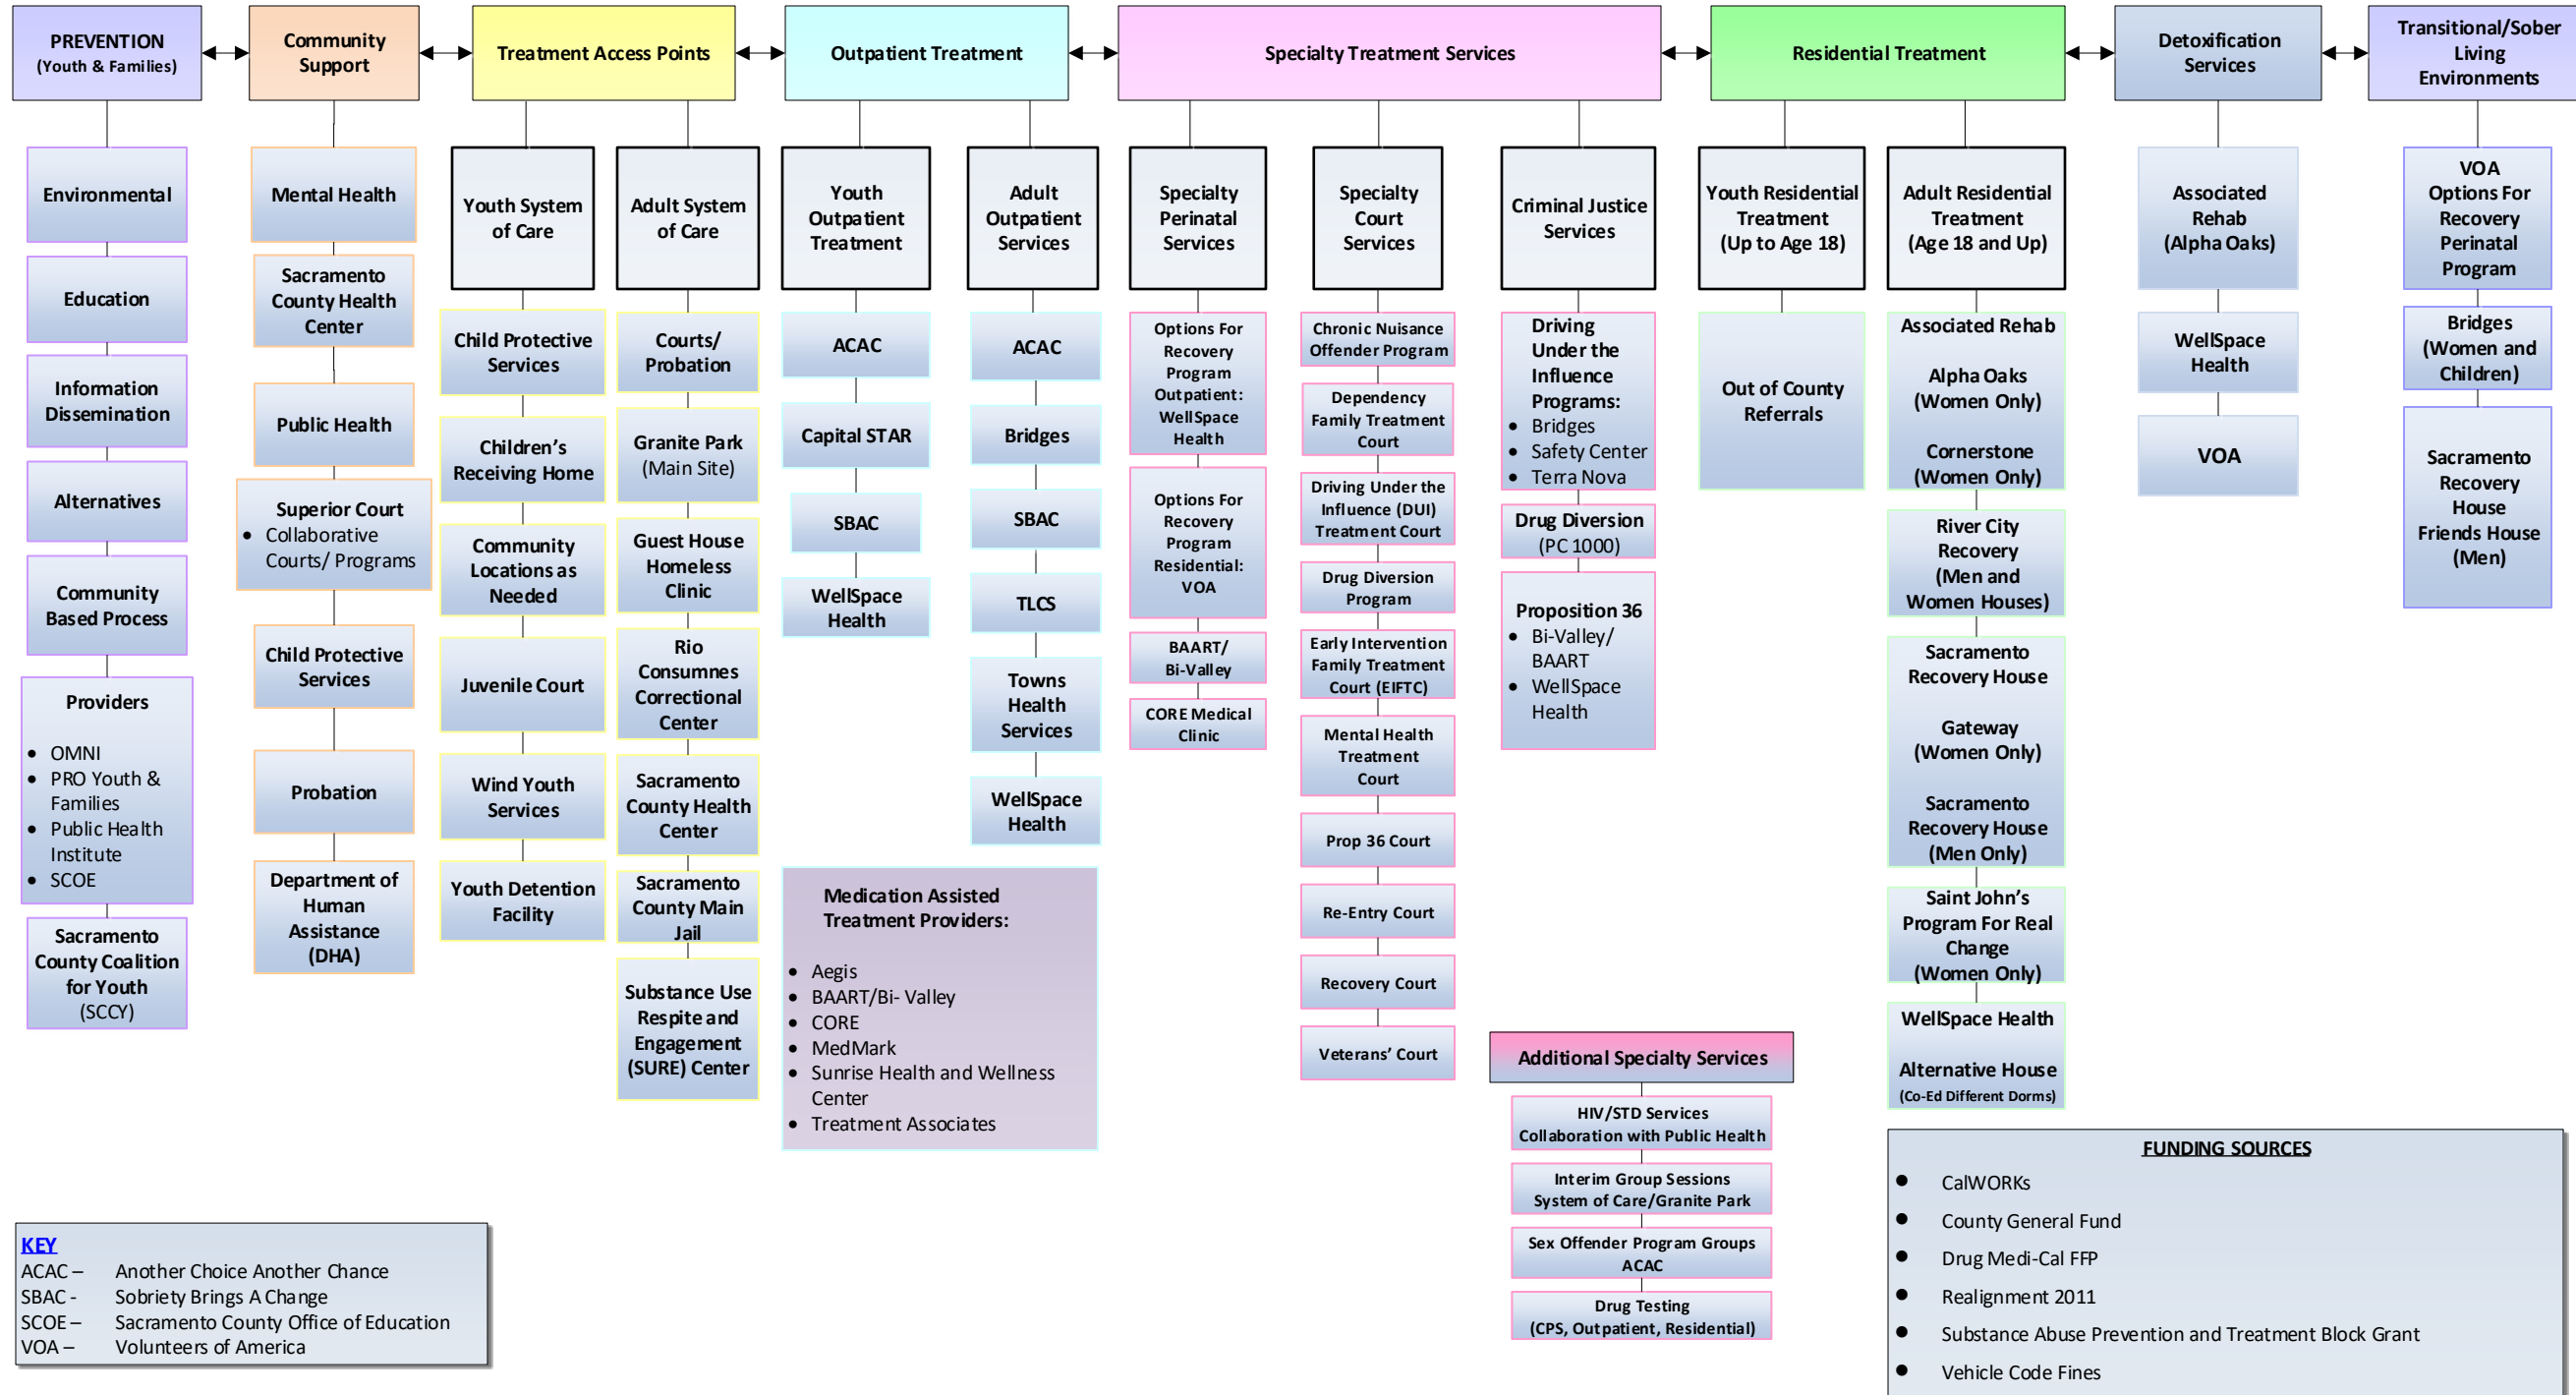 PREVENTION
(Youth & Families)
Community
Support
Treatment Access Points
Outpatient Treatment
Specialty Treatment Services
Residential Treatment
Detoxification
Services
Transitional/Sober
Living
Environments
Environmental
Education
Information
Dissemination
Alternatives
Community
Based Process
Providers
• OMNI
• PRO Youth &
Families
• Public Health
Institute
• SCOE
Sacramento
County Coalition
for Youth
(SCCY)
Mental Health
Sacramento
County Health
Center
Public Health
Superior Court
• Collaborative
Courts/ Programs
Child Protective
Services
Probation
Department of
Human
Assistance
(DHA)
Youth System
of Care
Child Protective
Services
Children's
Receiving Home
Community
Locations as
Needed
Juvenile Court
Wind Youth
Services
Youth Detention
Facility
Adult System
of Care
Courts/
Probation
Granite Park
(Main Site)
Guest House
Homeless
Clinic
Rio
Consumnes
Correctional
Center
Sacramento
County Health
Center
Sacramento
County Main
Jail
Substance Use
Respite and
Engagement
(SURE) Center
Youth
Outpatient
Treatment
ACAC
Capital STAR
SBAC
WellSpace
Health
Adult
Outpatient
Services
ACAC
Bridges
SBAC
TLCS
Towns
Health
Services
WellSpace
Health
Medication Assisted
Treatment Providers:
• Aegis
• BAART/Bi- Valley
• CORE
• MedMark
• Sunrise Health and Wellness
Center
• Treatment Associates
Specialty
Perinatal
Services
Options For
Recovery
Program
Outpatient:
WellSpace
Health
Options For
Recovery
Program
Residential:
VOA
BAART/
Bi-Valley
CORE Medical
Clinic
Specialty
Court
Services
Chronic Nuisance
Offender Program
Dependency
Family Treatment
Court
Driving Under the
Influence (DUI)
Treatment Court
Drug Diversion
Program
Early Intervention
Family Treatment
Court (EIFTC)
Mental Health
Treatment
Court
Prop 36 Court
Re-Entry Court
Recovery Court
Veterans' Court
Criminal Justice
Services
Driving
Under the
Influence
Programs:
• Bridges
• Safety Center
• Terra Nova
Drug Diversion
(PC 1000)
Proposition 36
• Bi-Valley/
BAART
• WellSpace
Health
Additional Specialty Services
HIV/STD Services
Collaboration with Public Health
Interim Group Sessions
System of Care/Granite Park
Sex Offender Program Groups
ACAC
Drug Testing
(CPS, Outpatient, Residential)
Youth Residential
Treatment
(Up to Age 18)
Out of County
Referrals
Adult Residential
Treatment
(Age 18 and Up)
Associated Rehab
Alpha Oaks
(Women Only)
Cornerstone
(Women Only)
River City
Recovery
(Men and
Women Houses)
Sacramento
Recovery House
Gateway
(Women Only)
Sacramento
Recovery House
(Men Only)
Saint John's
Program For Real
Change
(Women Only)
WellSpace Health
Alternative House
(Co-Ed Different Dorms)
Associated
Rehab
(Alpha Oaks)
WellSpace
Health
VOA
VOA
Options For
Recovery
Perinatal
Program
Bridges
(Women and
Children)
Sacramento
Recovery
House
Friends House
(Men)
KEY
ACAC – Another Choice Another Chance
SBAC - Sobriety Brings A Change
SCOE – Sacramento County Office of Education
VOA – Volunteers of America
FUNDING SOURCES
• CalWORKs
• County General Fund
• Drug Medi-Cal FFP
• Realignment 2011
• Substance Abuse Prevention and Treatment Block Grant
• Vehicle Code Fines